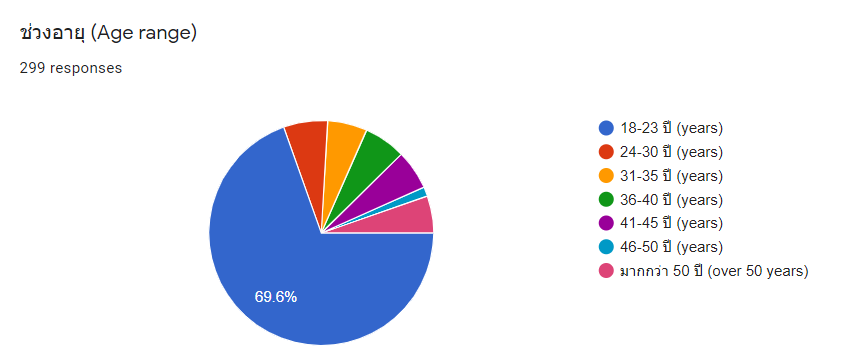 ช่วงอายุ (Age range)
299 responses
69.6%
18-23 ปี (years)
24-30 ปี (years)
31-35 ปี (years)
36-40 ปี (years)
41-45 ปี (years)
46-50 ปี (years)
มากกว่า 50 ปี (over 50 years)